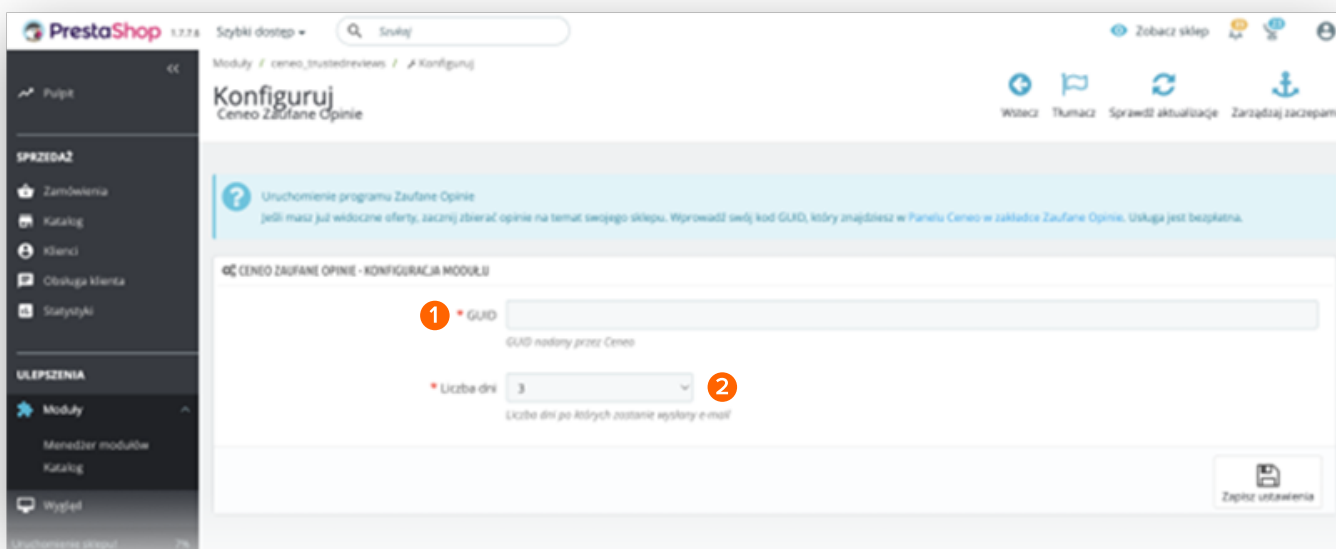 PrestaShop 1.7.7.8 Szybki dostęp Szukaj Zobacz sklep
Moduły / ceneo_trustedreviews / Konfiguruj
Konfiguruj
Ceneo Zaufane Opinie
Wstecz Tłumacz Sprawdź aktualizacje Zarządzaj zaczepam
Pulpit
SPRZEDAŻ
Zamówienia
Katalog
Klienci
Obsługa klienta
Statystyki
ULEPSZENIA
Moduły
Menedżer modułów
Katalog
Wygląd
Uruchomienie sklepu!
Uruchomienie programu Zaufane Opinie
Jeśli masz już widoczne oferty, zacznij zbierać opinie na temat swojego sklepu. Wprowadź swój kod GUID, który znajdziesz w Panelu Ceneo w zakładce Zaufane Opinie. Usługa jest bezpłatna.
CENEO ZAUFANE OPINIE - KONFIGURACJA MODUŁU
1 * GUID
GUID nadany przez Ceneo
* Liczba dni 3 2
Liczba dni po których zostanie wysłany e-mail
Zapisz ustawienia